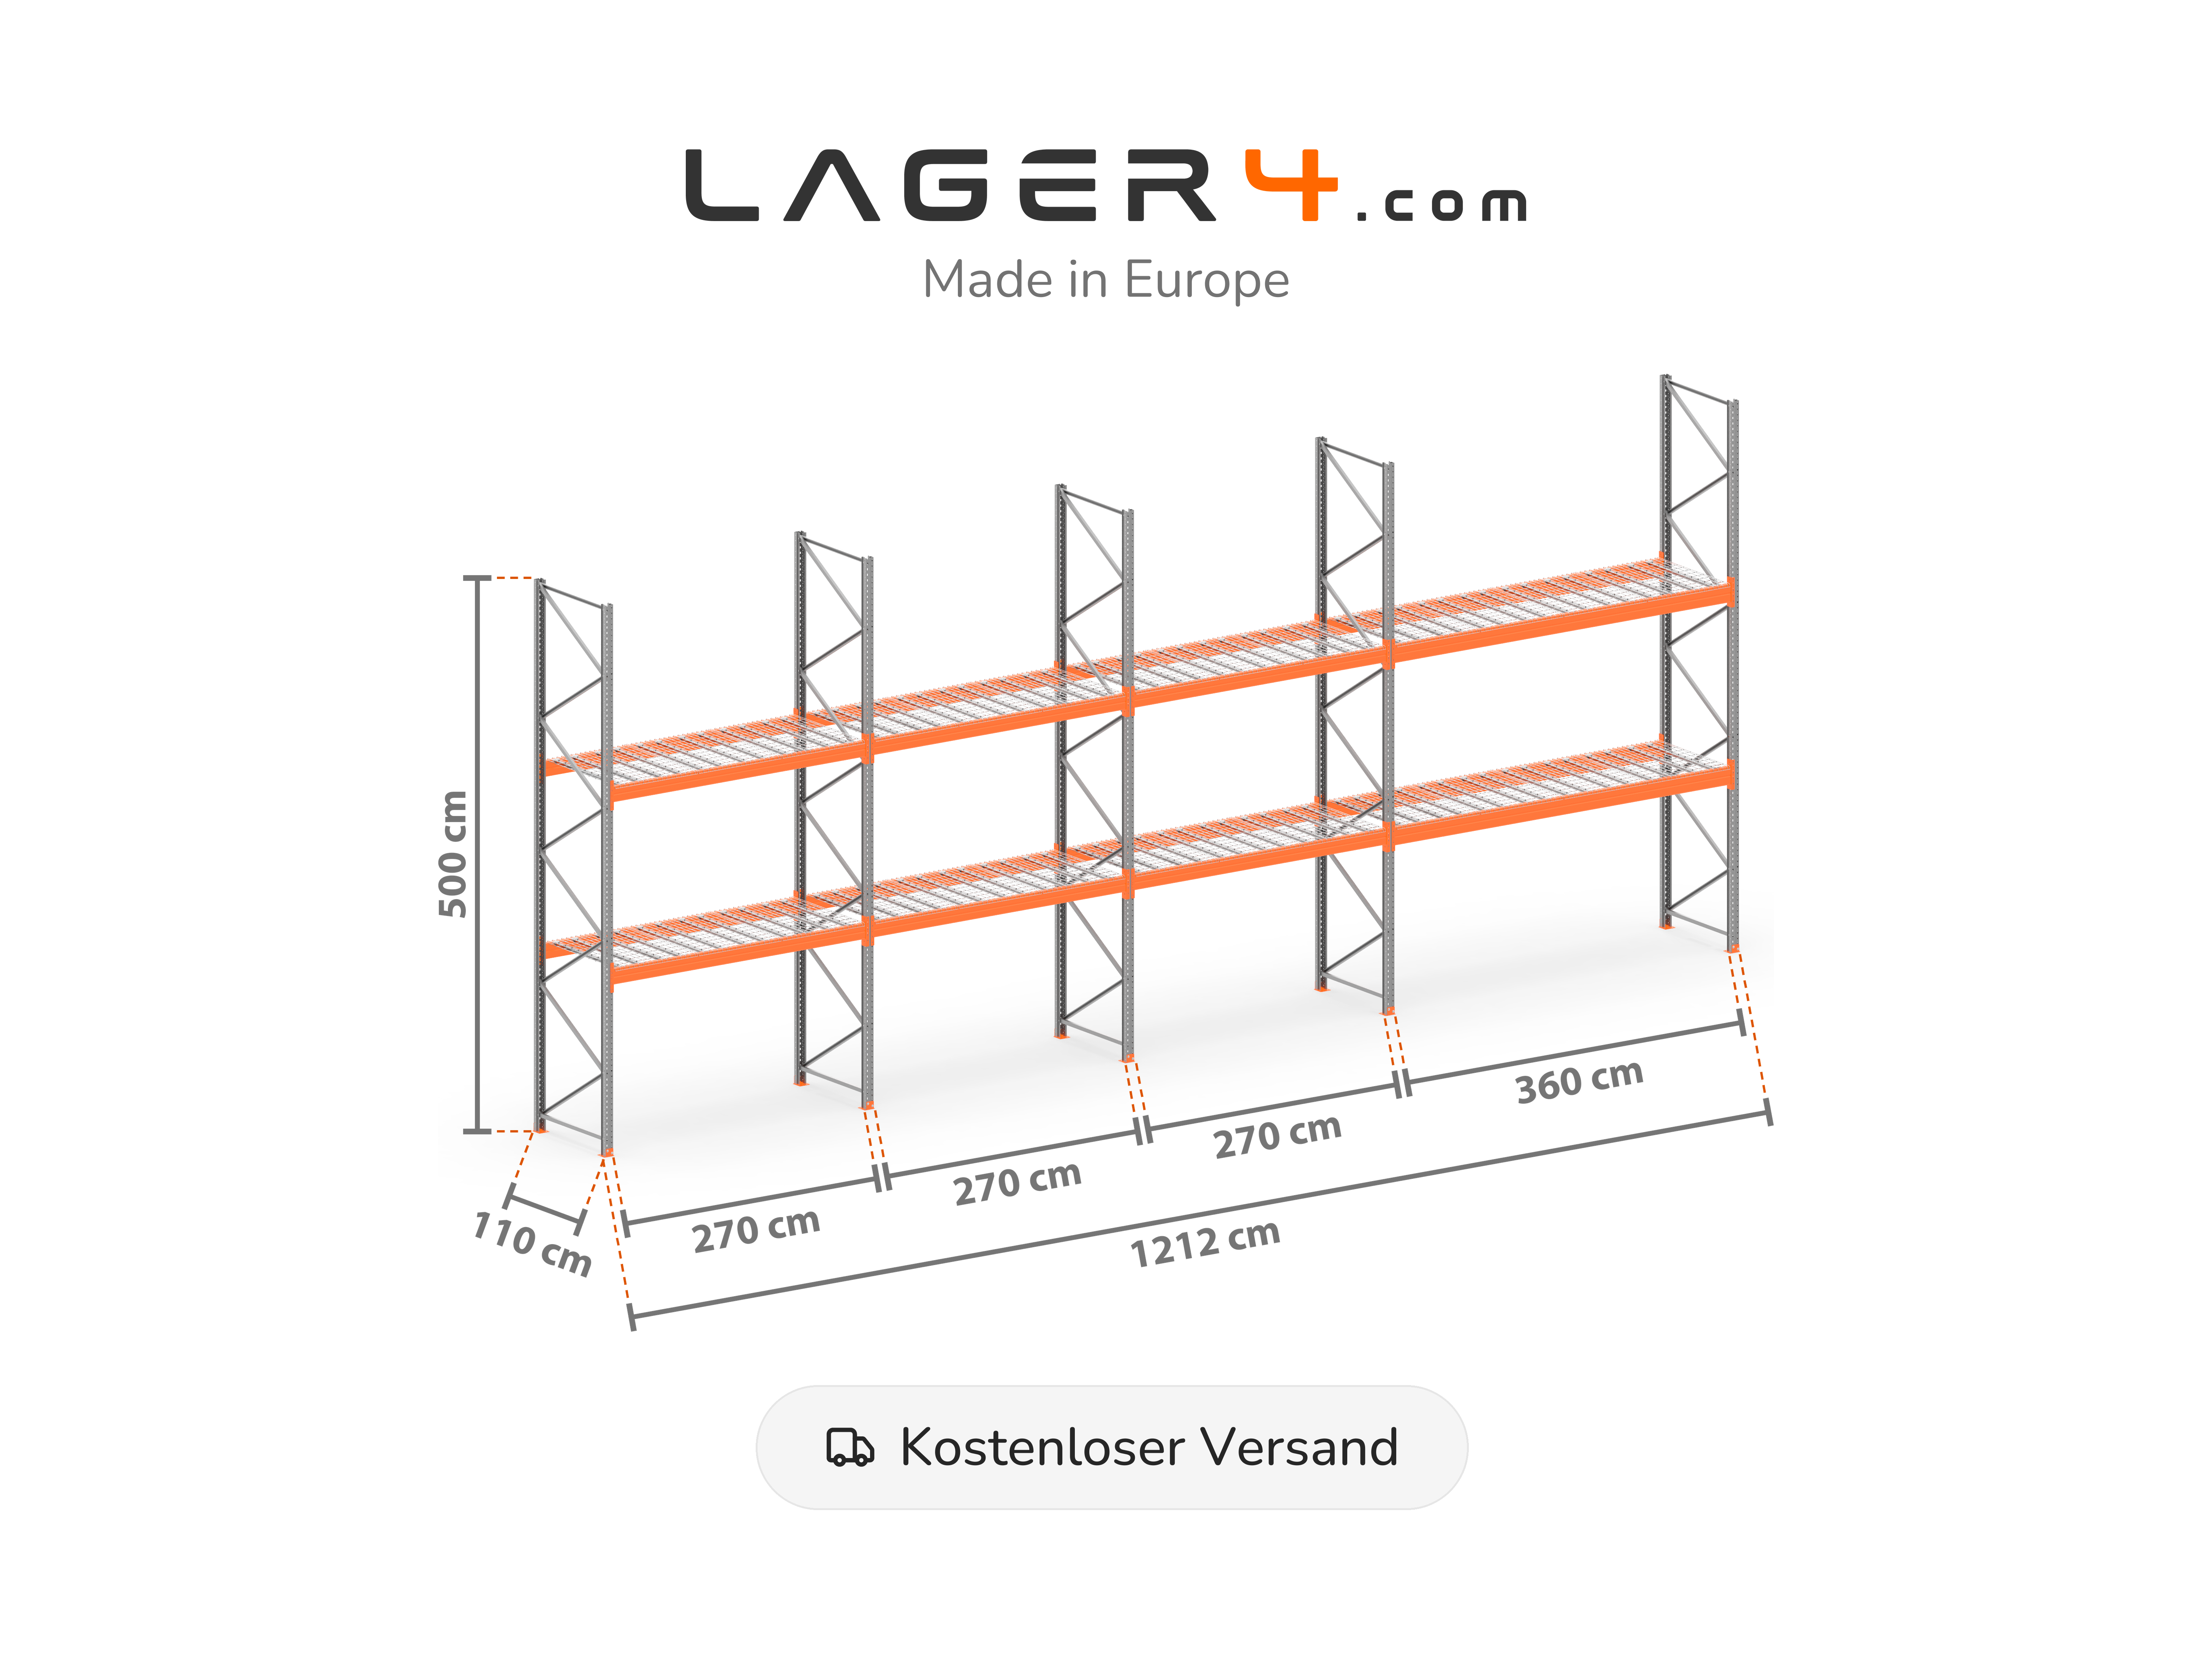 LAGER4.com
Made in Europe
500 cm
110 cm
270 cm
270 cm
270 cm
360 cm
1212 cm
Kostenloser Versand